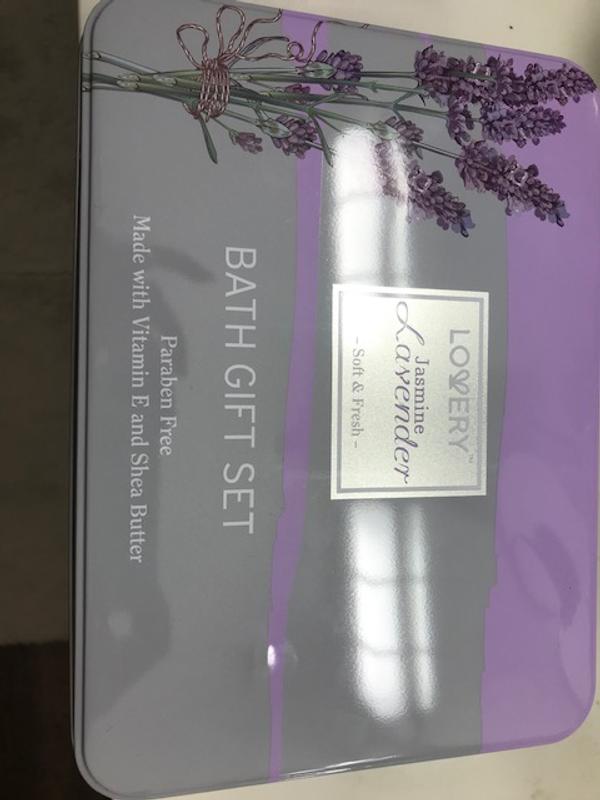 LOVERY™
Jasmine
Lavender
- Soft & Fresh -
BATH GIFT SET
Paraben Free
Made with Vitamin E and Shea Butter